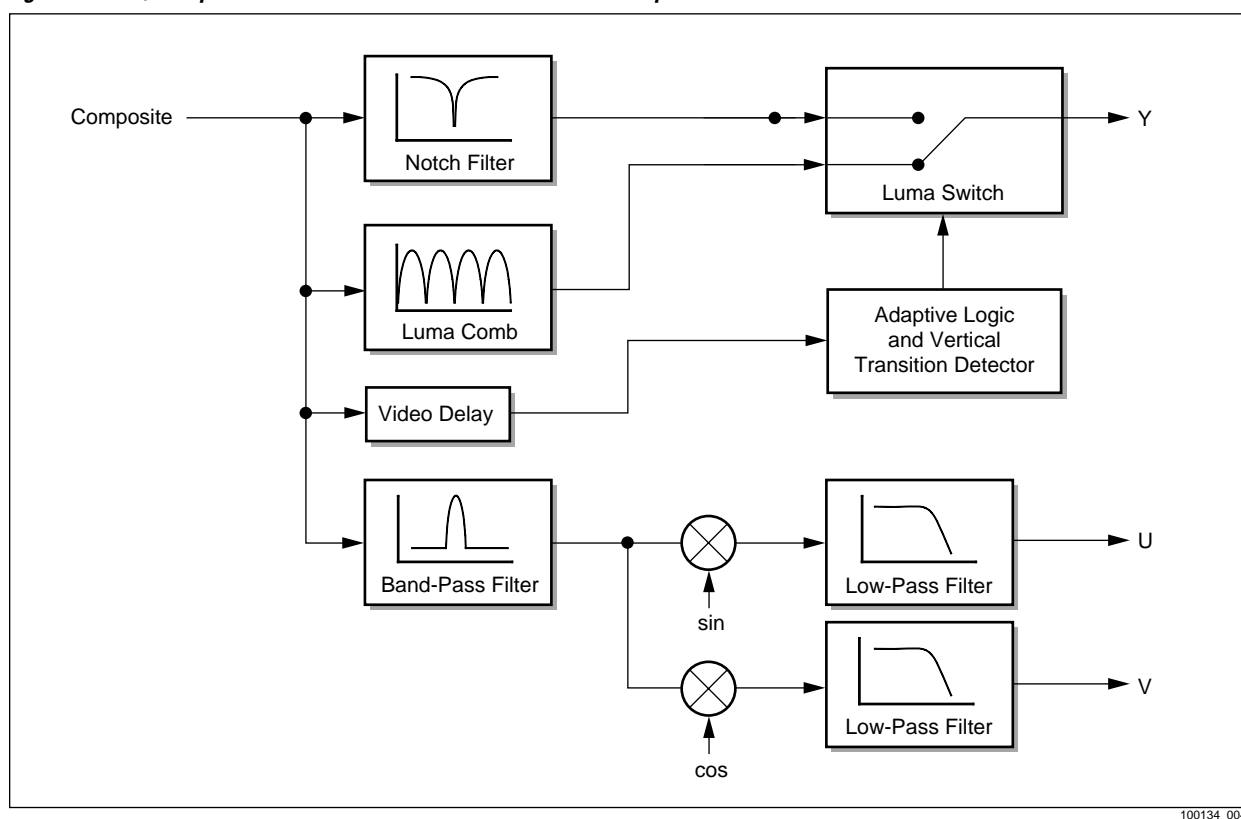 Composite
Notch Filter
Luma Switch
Y
Luma Comb
Adaptive Logic
and Vertical
Transition Detector
Video Delay
Band-Pass Filter
sin
Low-Pass Filter
U
cos
Low-Pass Filter
V